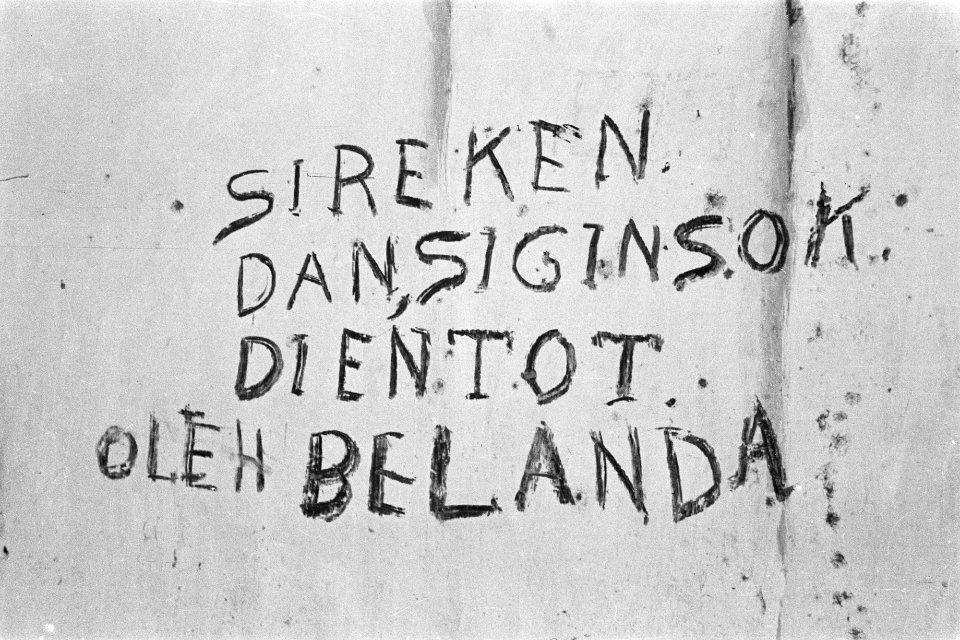 SIREKEN.
DAN, SIGINSOK.
DIENTOT.
OLEH BELANDA